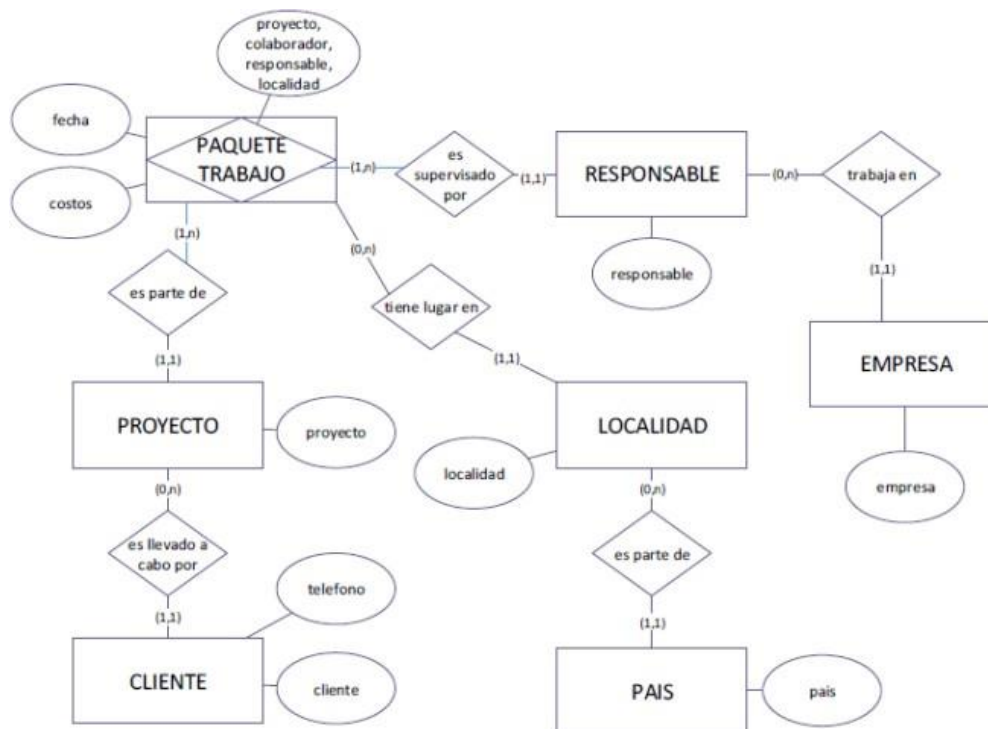 proyecto,
colaborador,
responsable,
localidad
fecha
PAQUETE
TRABAJO
costos
(1,n)
es
supervisado
por
(1,1)
RESPONSABLE
(0,n)
trabaja en
responsable
(1,1)
EMPRESA
empresa
(1,n)
es parte de
(1,1)
(0,n)
tiene lugar en
(1,1)
PROYECTO
proyecto
LOCALIDAD
localidad
(0,n)
es llevado a
cabo por
(1,1)
telefono
CLIENTE
cliente
(0,n)
es parte de
(1,1)
PAIS
pais